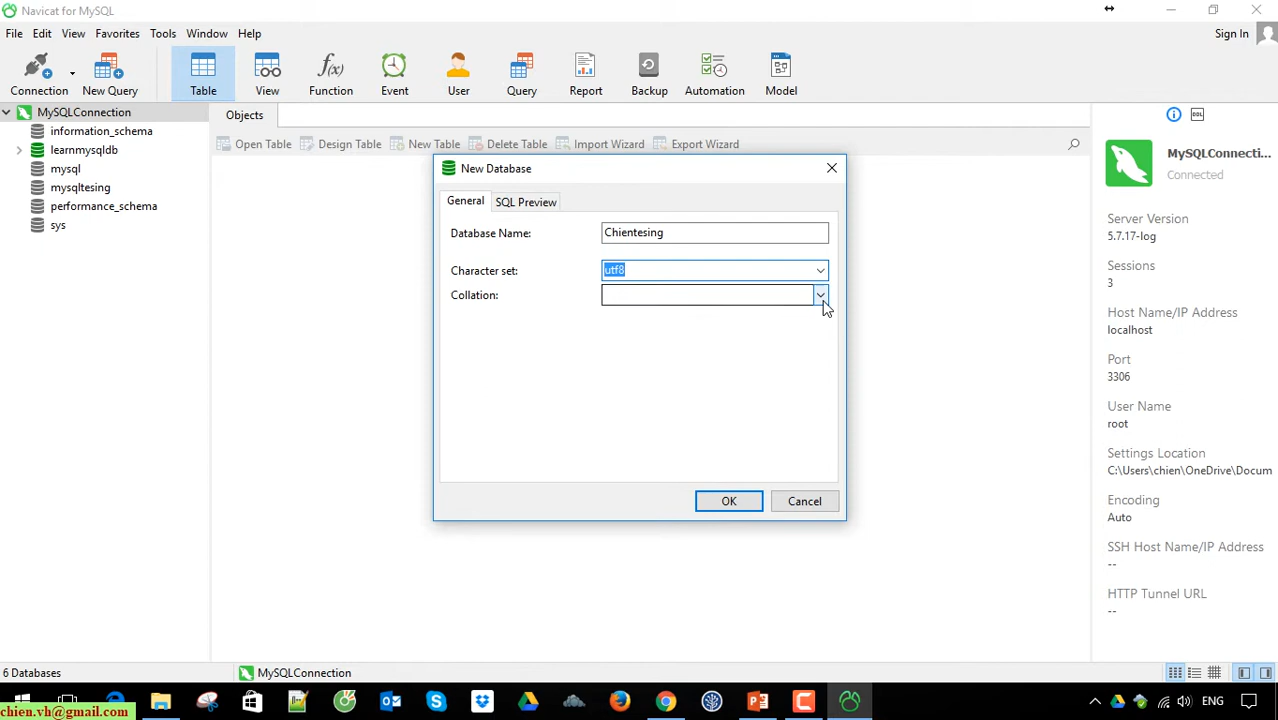 Navicat for MySQL
File Edit View Favorites Tools Window Help
Sign In
Connection New Query Table View Function Event User Query Report Backup Automation Model
MySQLConnection
information_schema
learnmysqldb
mysql
mysqltesing
performance_schema
sys
Objects
Open Table Design Table New Table Delete Table Import Wizard Export Wizard
New Database
General SQL Preview
Database Name: Chientesing
Character set: utf8
Collation:
OK Cancel
DDL
MySQLConnecti...
Connected
Server Version
5.7.17-log
Sessions
3
Host Name/IP Address
localhost
Port
3306
User Name
root
Settings Location
C:\Users\chien\OneDrive\Docum
Encoding
Auto
SSH Host Name/IP Address
--
HTTP Tunnel URL
--
6 Databases MySQLConnection
ENG
chien.vh@gmail.com